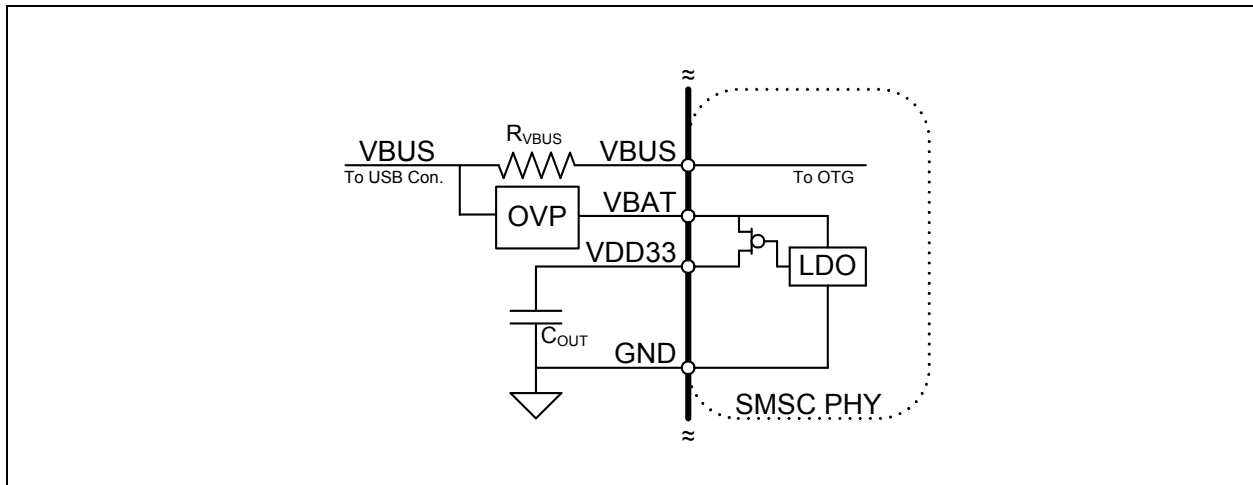 R_VBUS
VBUS
VBUS
To USB Con.
To OTG
OVP
VBAT
VDD33
LDO
C_OUT
GND
SMSC PHY